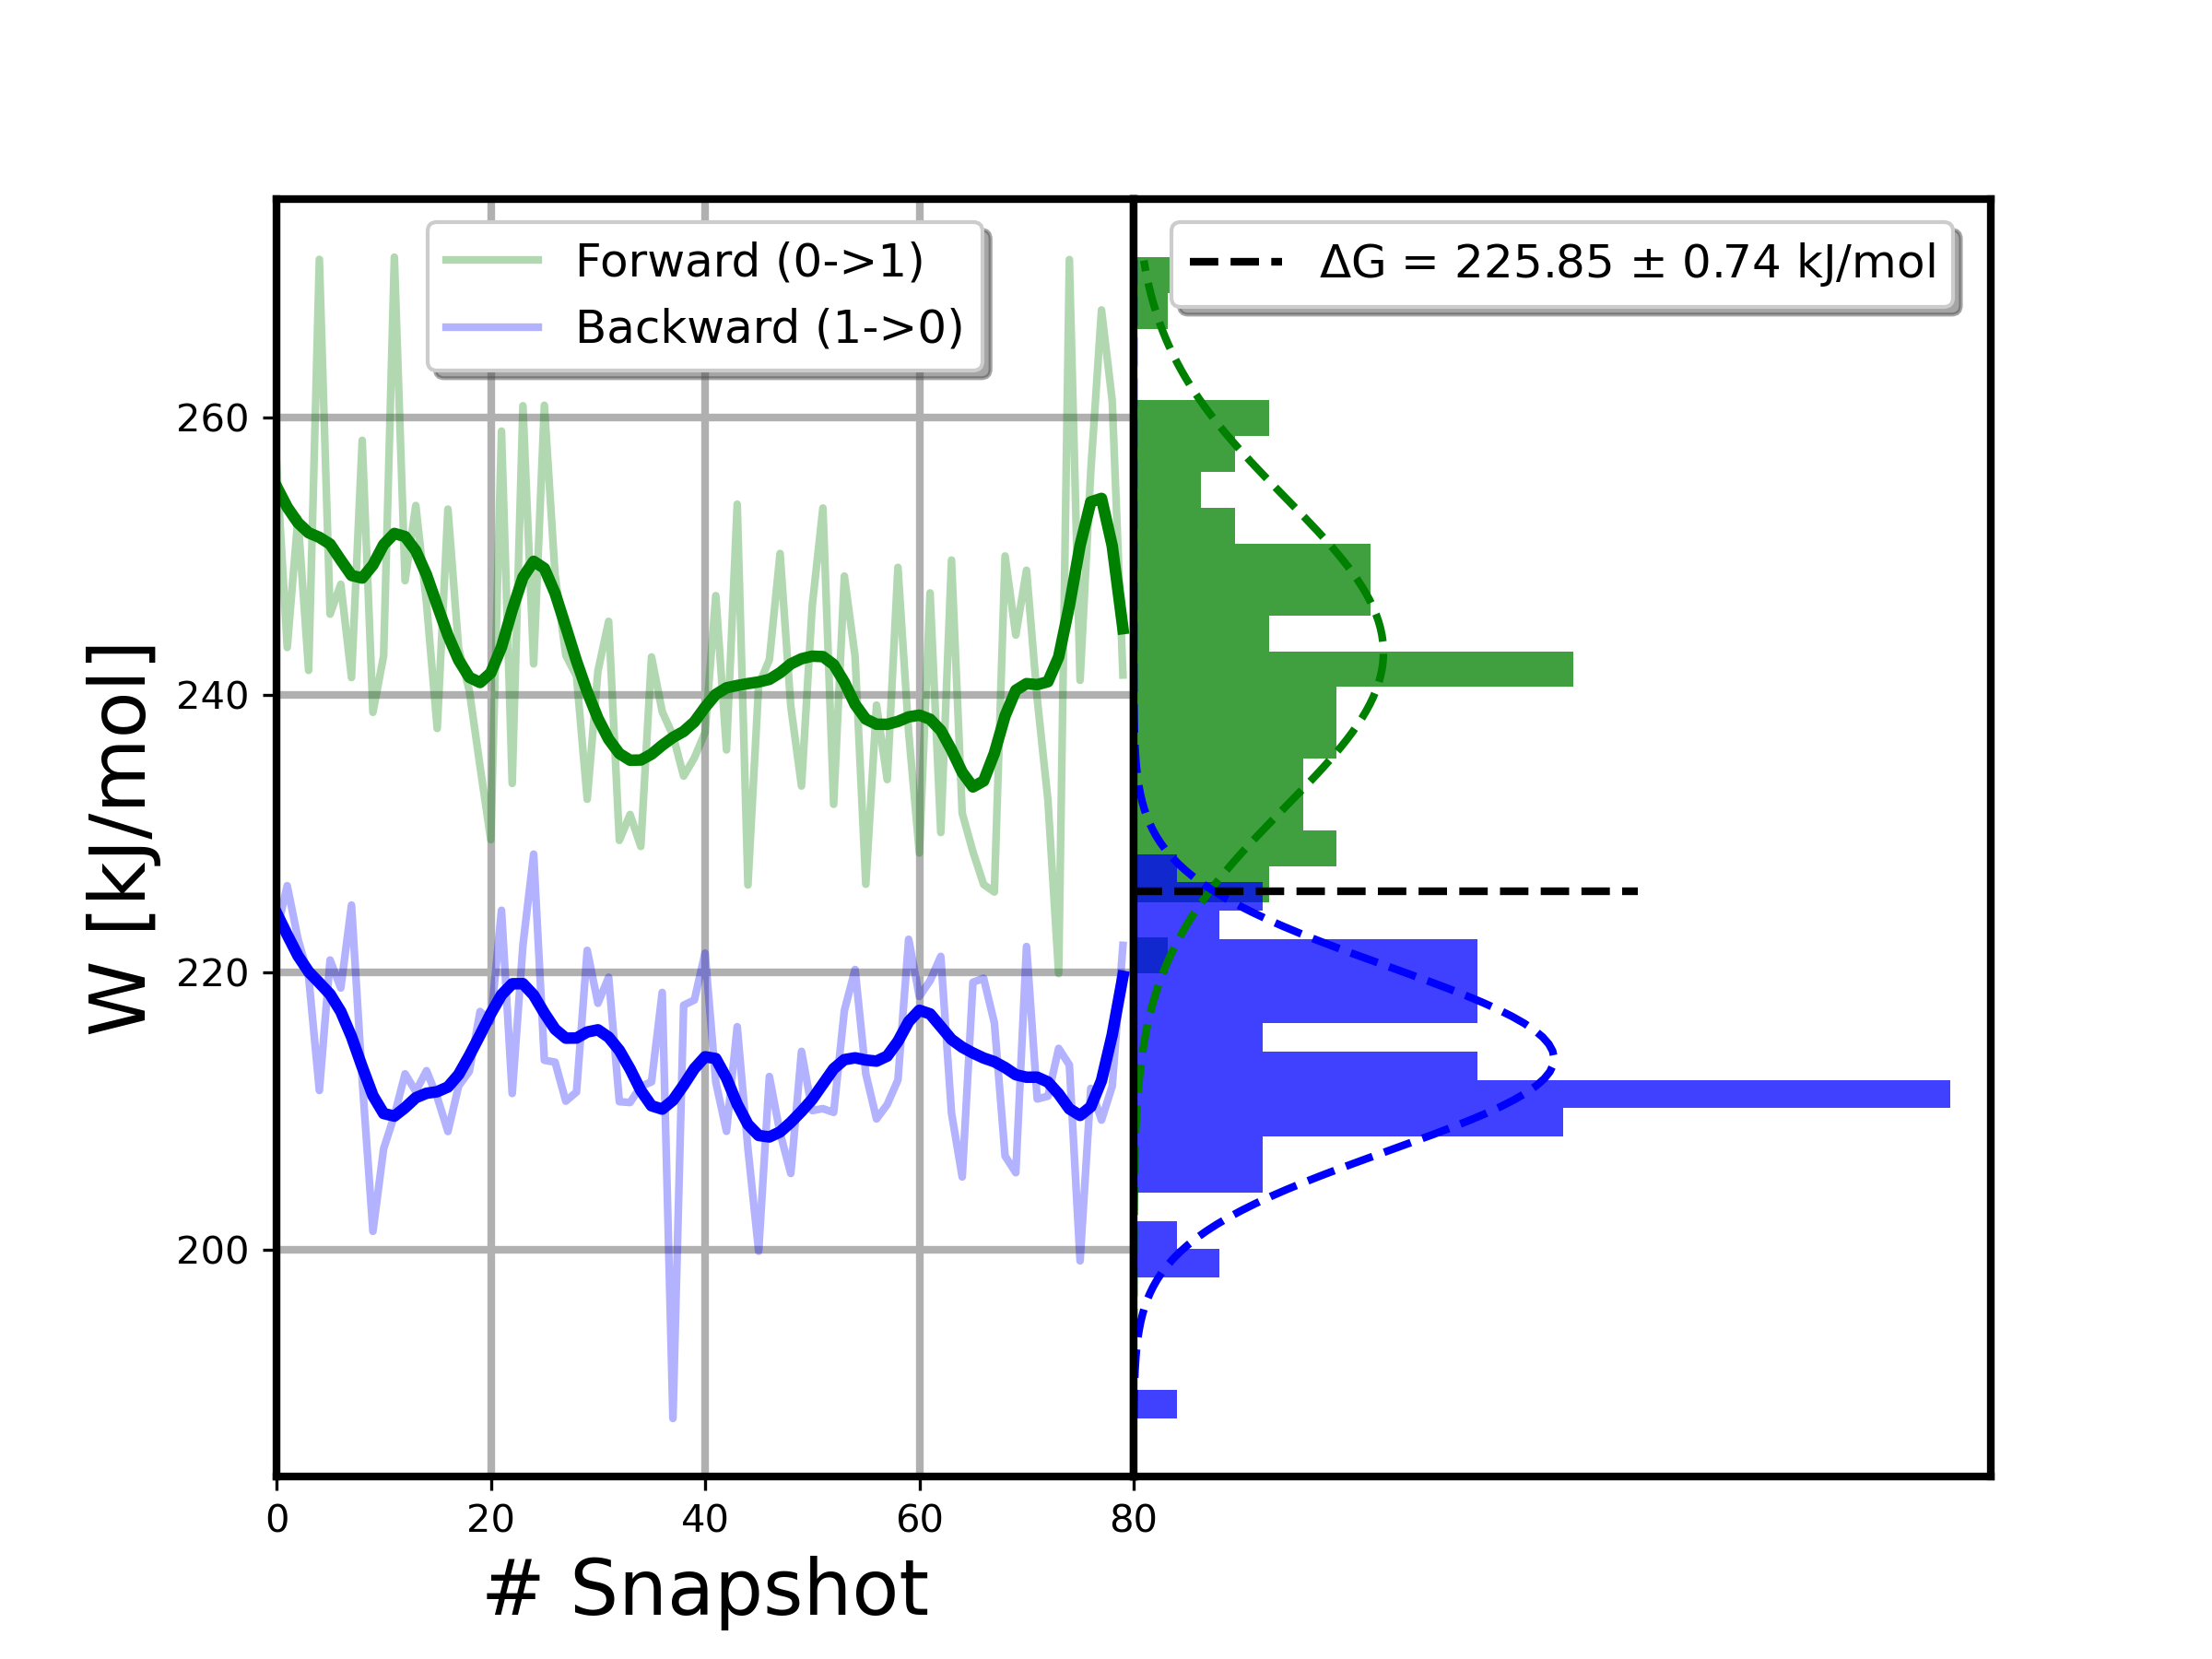 Forward (0->1)
Backward (1->0)
ΔG = 225.85 ± 0.74 kJ/mol
W [kJ/mol]
260
240
220
200
0 20 40 60 80
# Snapshot